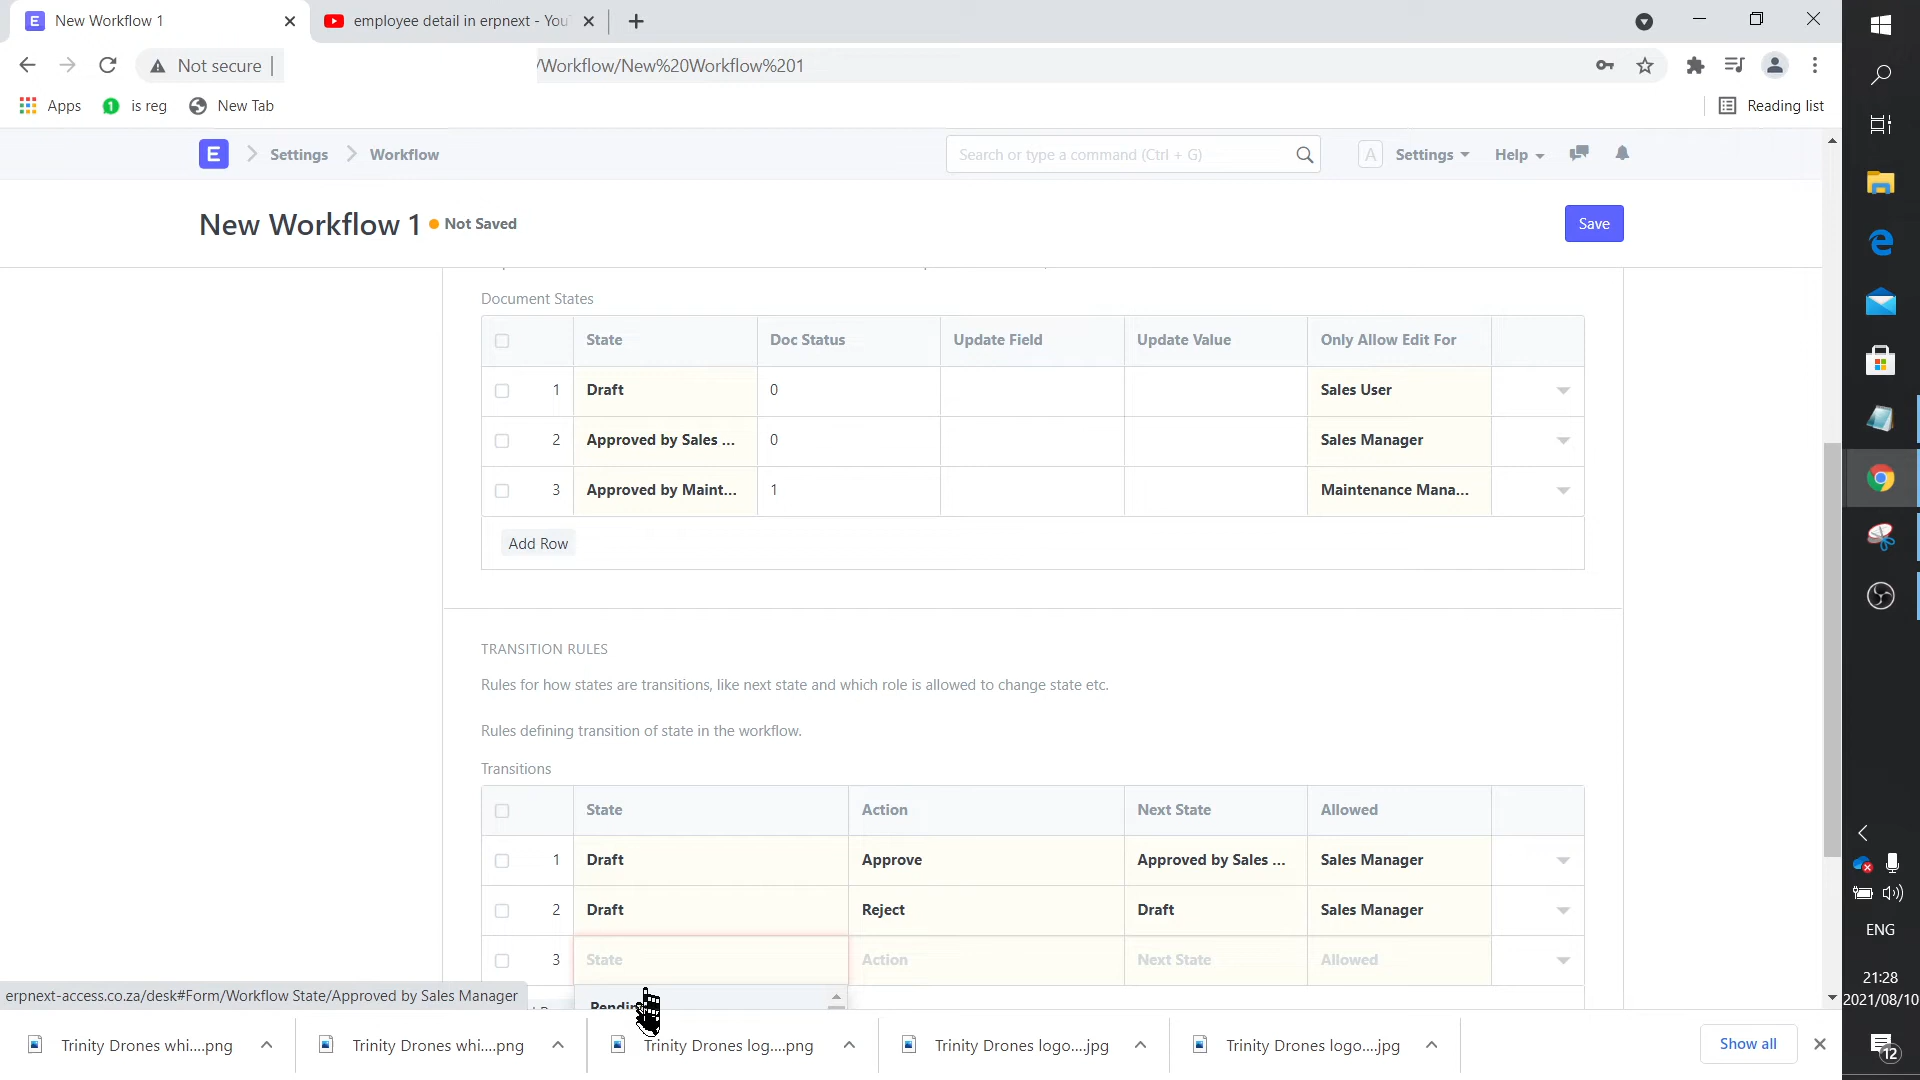 New Workflow 1
employee detail in erpnext - You
Not secure
/Workflow/New%20Workflow%201
Apps
is reg
New Tab
Reading list
E
Settings
Workflow
Search or type a command (Ctrl + G)
A
Settings
Help
New Workflow 1
Not Saved
Save
Document States
State
Doc Status
Update Field
Update Value
Only Allow Edit For
1
Draft
0
Sales User
2
Approved by Sales ...
0
Sales Manager
3
Approved by Maint...
1
Maintenance Mana...
Add Row
TRANSITION RULES
Rules for how states are transitions, like next state and which role is allowed to change state etc.
Rules defining transition of state in the workflow.
Transitions
State
Action
Next State
Allowed
1
Draft
Approve
Approved by Sales ...
Sales Manager
2
Draft
Reject
Draft
Sales Manager
3
State
Action
Next State
Allowed
erpnext-access.co.za/desk#Form/Workflow State/Approved by Sales Manager
Trinity Drones whi....png
Trinity Drones whi....png
Trinity Drones log....png
Trinity Drones logo....jpg
Trinity Drones logo....jpg
Show all
ENG
21:28
2021/08/10
12